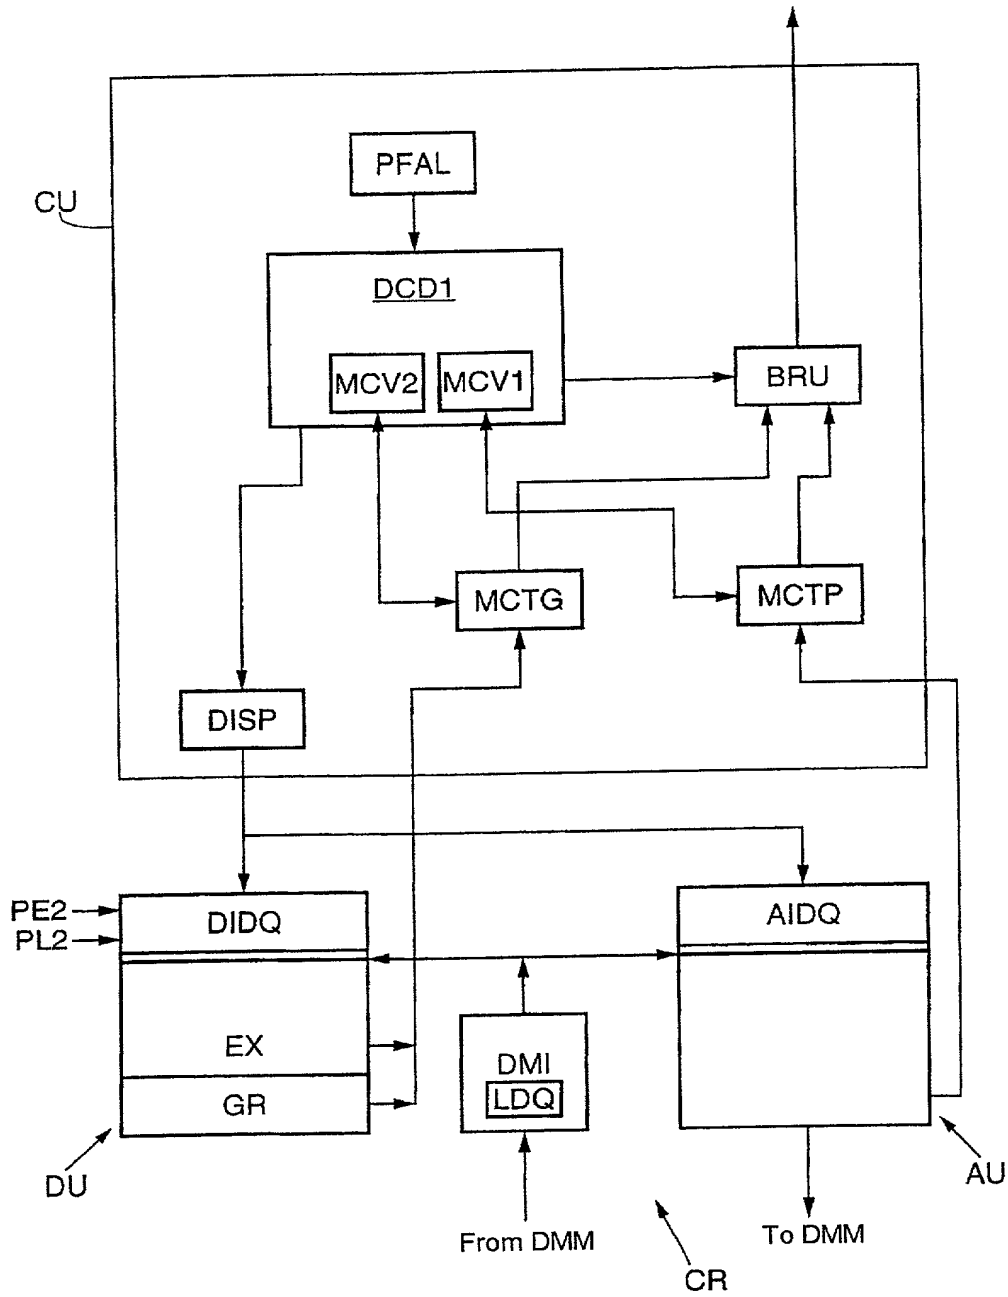 PFAL
CU
DCD1
MCV2
MCV1
BRU
MCTG
MCTP
DISP
PE2
PL2
DIDQ
AIDQ
EX
GR
DMI
LDQ
DU
AU
From DMM
To DMM
CR